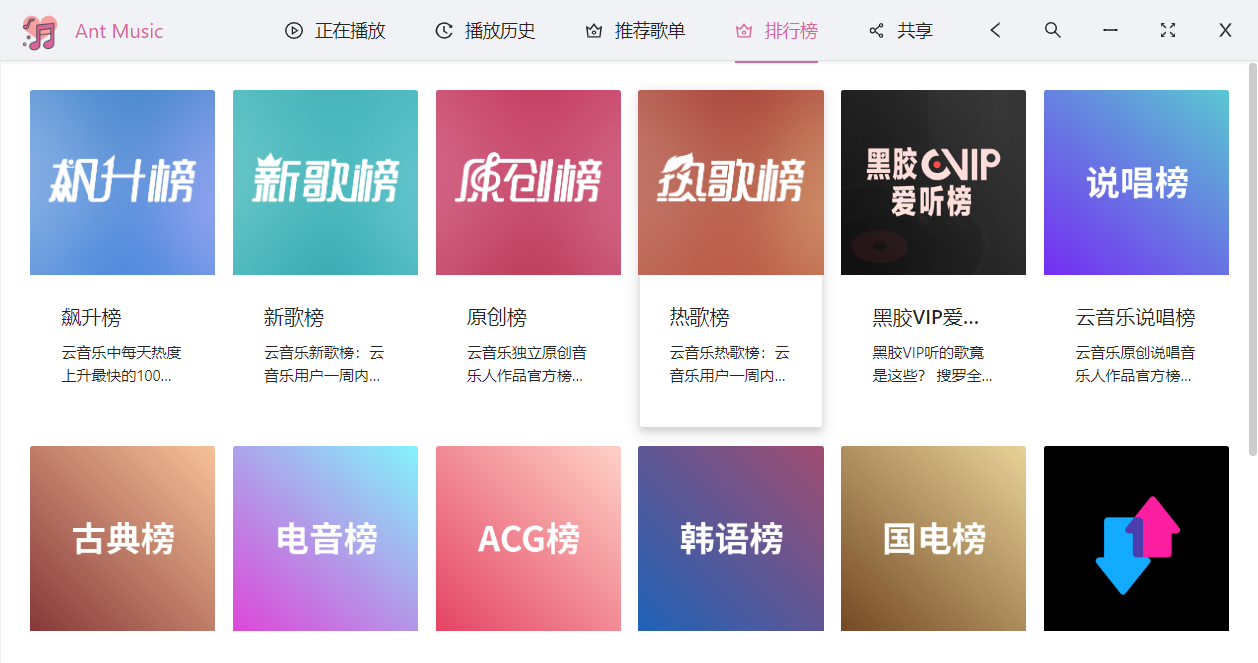 Ant Music
正在播放
播放历史
推荐歌单
排行榜
共享
飙升榜
新歌榜
原创榜
热歌榜
黑胶VIP
爱听榜
说唱榜
飙升榜
云音乐中每天热度
上升最快的100...
新歌榜
云音乐新歌榜：云
音乐用户一周内...
原创榜
云音乐独立原创音
乐人作品官方榜...
热歌榜
云音乐热歌榜：云
音乐用户一周内...
黑胶VIP爱...
黑胶VIP听的歌竟
是这些？ 搜罗全...
云音乐说唱榜
云音乐原创说唱音
乐人作品官方榜...
古典榜
电音榜
ACG榜
韩语榜
国电榜